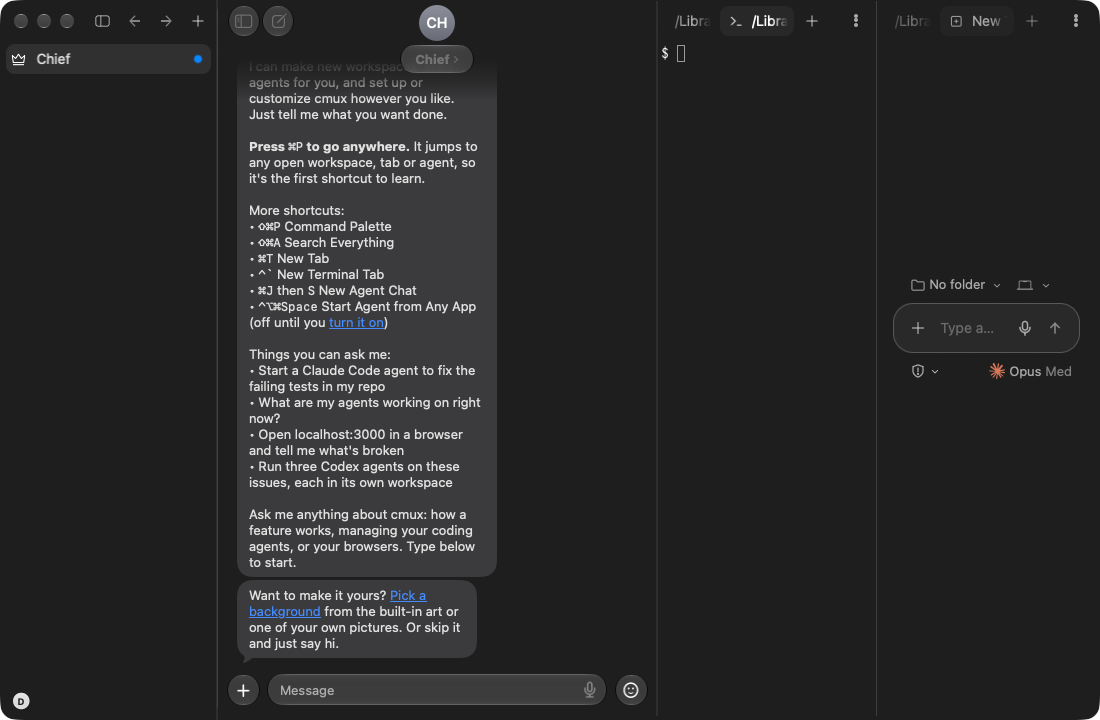 Chief
D
CH
Chief ›
I can make new workspac
agents for you, and set up or
customize cmux however you like.
Just tell me what you want done.
Press ⌘P to go anywhere. It jumps to
any open workspace, tab or agent, so
it's the first shortcut to learn.
More shortcuts:
• ⇧⌘P Command Palette
• ⇧⌘A Search Everything
• ⌘T New Tab
• ^` New Terminal Tab
• ⌘J then S New Agent Chat
• ^⌥⌘Space Start Agent from Any App
(off until you turn it on)
Things you can ask me:
• Start a Claude Code agent to fix the
failing tests in my repo
• What are my agents working on right
now?
• Open localhost:3000 in a browser
and tell me what's broken
• Run three Codex agents on these
issues, each in its own workspace
Ask me anything about cmux: how a
feature works, managing your coding
agents, or your browsers. Type below
to start.
Want to make it yours? Pick a
background from the built-in art or
one of your own pictures. Or skip it
and just say hi.
Message
/Libra /Libra
$
/Libra New
No folder
Type a...
Opus Med